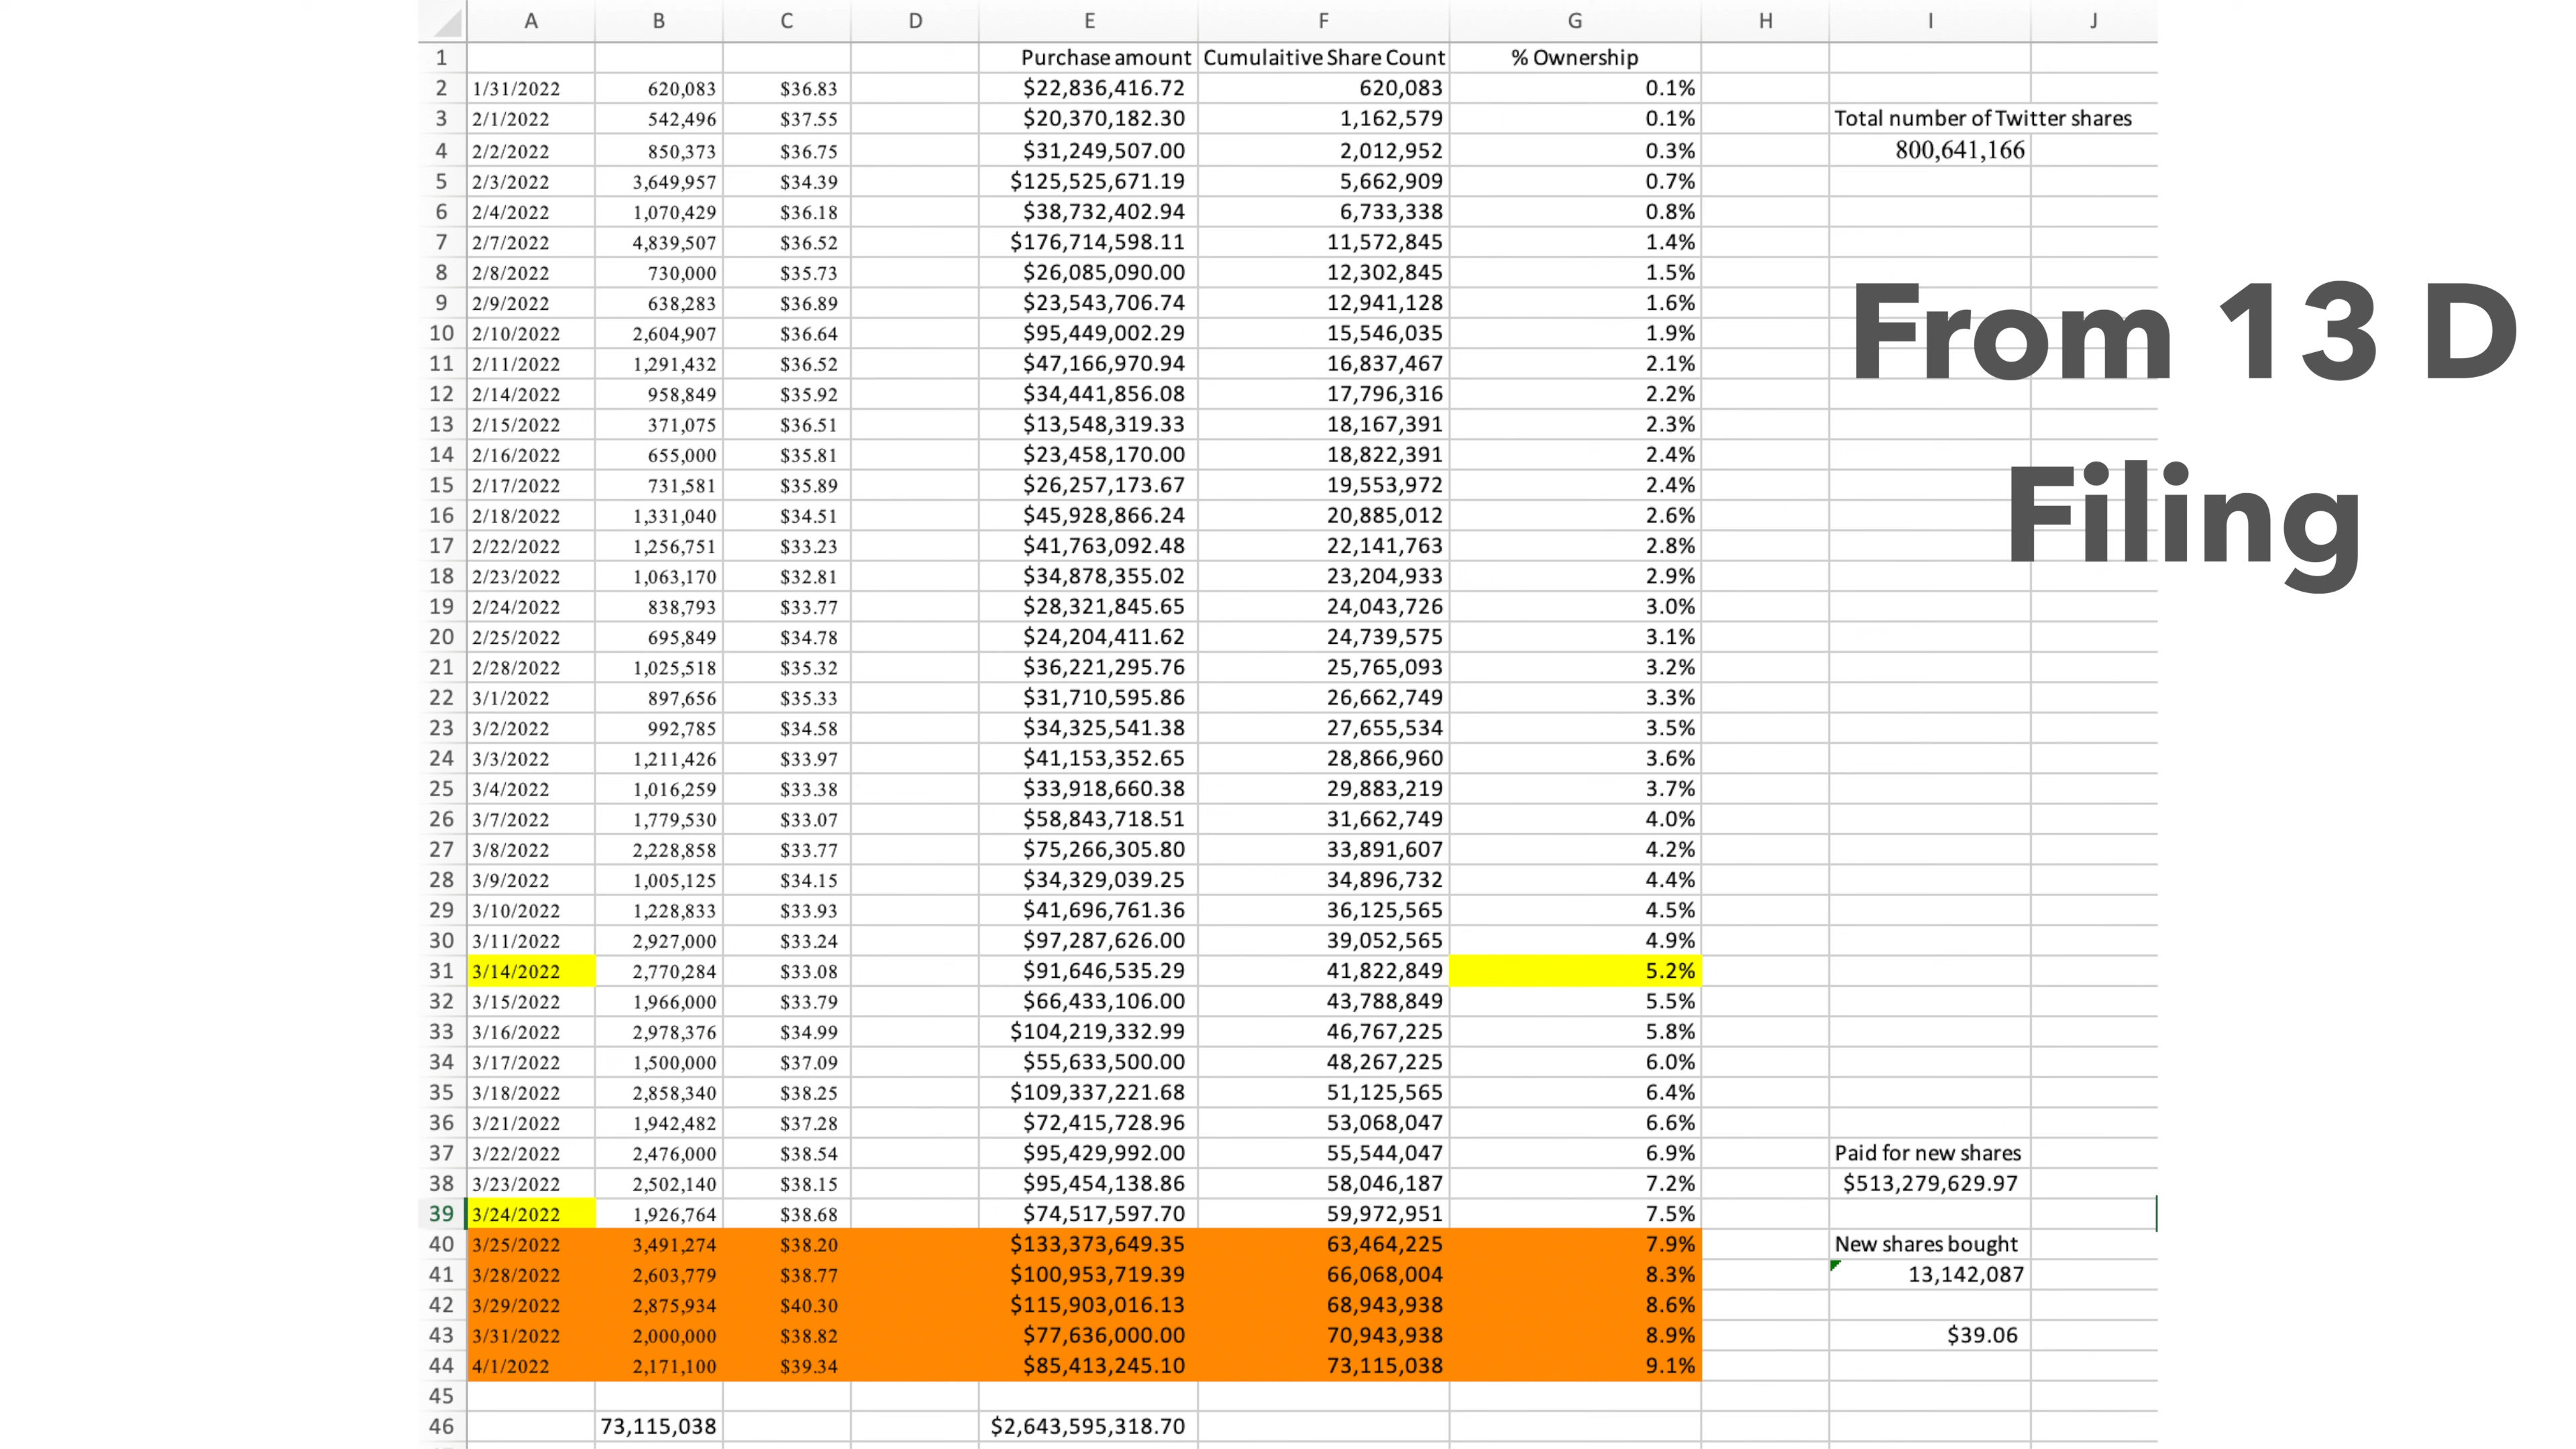 A B C D E F G H I J
1 Purchase amount Cumulaitive Share Count % Ownership
2 1/31/2022 620,083 $36.83 $22,836,416.72 620,083 0.1%
3 2/1/2022 542,496 $37.55 $20,370,182.30 1,162,579 0.1% Total number of Twitter shares
4 2/2/2022 850,373 $36.75 $31,249,507.00 2,012,952 0.3% 800,641,166
5 2/3/2022 3,649,957 $34.39 $125,525,671.19 5,662,909 0.7%
6 2/4/2022 1,070,429 $36.18 $38,732,402.94 6,733,338 0.8%
7 2/7/2022 4,839,507 $36.52 $176,714,598.11 11,572,845 1.4%
8 2/8/2022 730,000 $35.73 $26,085,090.00 12,302,845 1.5%
9 2/9/2022 638,283 $36.89 $23,543,706.74 12,941,128 1.6%
10 2/10/2022 2,604,907 $36.64 $95,449,002.29 15,546,035 1.9%
11 2/11/2022 1,291,432 $36.52 $47,166,970.94 16,837,467 2.1%
12 2/14/2022 958,849 $35.92 $34,441,856.08 17,796,316 2.2%
13 2/15/2022 371,075 $36.51 $13,548,319.33 18,167,391 2.3%
14 2/16/2022 655,000 $35.81 $23,458,170.00 18,822,391 2.4%
15 2/17/2022 731,581 $35.89 $26,257,173.67 19,553,972 2.4%
16 2/18/2022 1,331,040 $34.51 $45,928,866.24 20,885,012 2.6%
17 2/22/2022 1,256,751 $33.23 $41,763,092.48 22,141,763 2.8%
18 2/23/2022 1,063,170 $32.81 $34,878,355.02 23,204,933 2.9%
19 2/24/2022 838,793 $33.77 $28,321,845.65 24,043,726 3.0%
20 2/25/2022 695,849 $34.78 $24,204,411.62 24,739,575 3.1%
21 2/28/2022 1,025,518 $35.32 $36,221,295.76 25,765,093 3.2%
22 3/1/2022 897,656 $35.33 $31,710,595.86 26,662,749 3.3%
23 3/2/2022 992,785 $34.58 $34,325,541.38 27,655,534 3.5%
24 3/3/2022 1,211,426 $33.97 $41,153,352.65 28,866,960 3.6%
25 3/4/2022 1,016,259 $33.38 $33,918,660.38 29,883,219 3.7%
26 3/7/2022 1,779,530 $33.07 $58,843,718.51 31,662,749 4.0%
27 3/8/2022 2,228,858 $33.77 $75,266,305.80 33,891,607 4.2%
28 3/9/2022 1,005,125 $34.15 $34,329,039.25 34,896,732 4.4%
29 3/10/2022 1,228,833 $33.93 $41,696,761.36 36,125,565 4.5%
30 3/11/2022 2,927,000 $33.24 $97,287,626.00 39,052,565 4.9%
31 3/14/2022 2,770,284 $33.08 $91,646,535.29 41,822,849 5.2%
32 3/15/2022 1,966,000 $33.79 $66,433,106.00 43,788,849 5.5%
33 3/16/2022 2,978,376 $34.99 $104,219,332.99 46,767,225 5.8%
34 3/17/2022 1,500,000 $37.09 $55,633,500.00 48,267,225 6.0%
35 3/18/2022 2,858,340 $38.25 $109,337,221.68 51,125,565 6.4%
36 3/21/2022 1,942,482 $37.28 $72,415,728.96 53,068,047 6.6%
37 3/22/2022 2,476,000 $38.54 $95,429,992.00 55,544,047 6.9% Paid for new shares
38 3/23/2022 2,502,140 $38.15 $95,454,138.86 58,046,187 7.2% $513,279,629.97
39 3/24/2022 1,926,764 $38.68 $74,517,597.70 59,972,951 7.5%
40 3/25/2022 3,491,274 $38.20 $133,373,649.35 63,464,225 7.9% New shares bought
41 3/28/2022 2,603,779 $38.77 $100,953,719.39 66,068,004 8.3% 13,142,087
42 3/29/2022 2,875,934 $40.30 $115,903,016.13 68,943,938 8.6%
43 3/31/2022 2,000,000 $38.82 $77,636,000.00 70,943,938 8.9% $39.06
44 4/1/2022 2,171,100 $39.34 $85,413,245.10 73,115,038 9.1%
45
46 73,115,038 $2,643,595,318.70
From 13 D
Filing